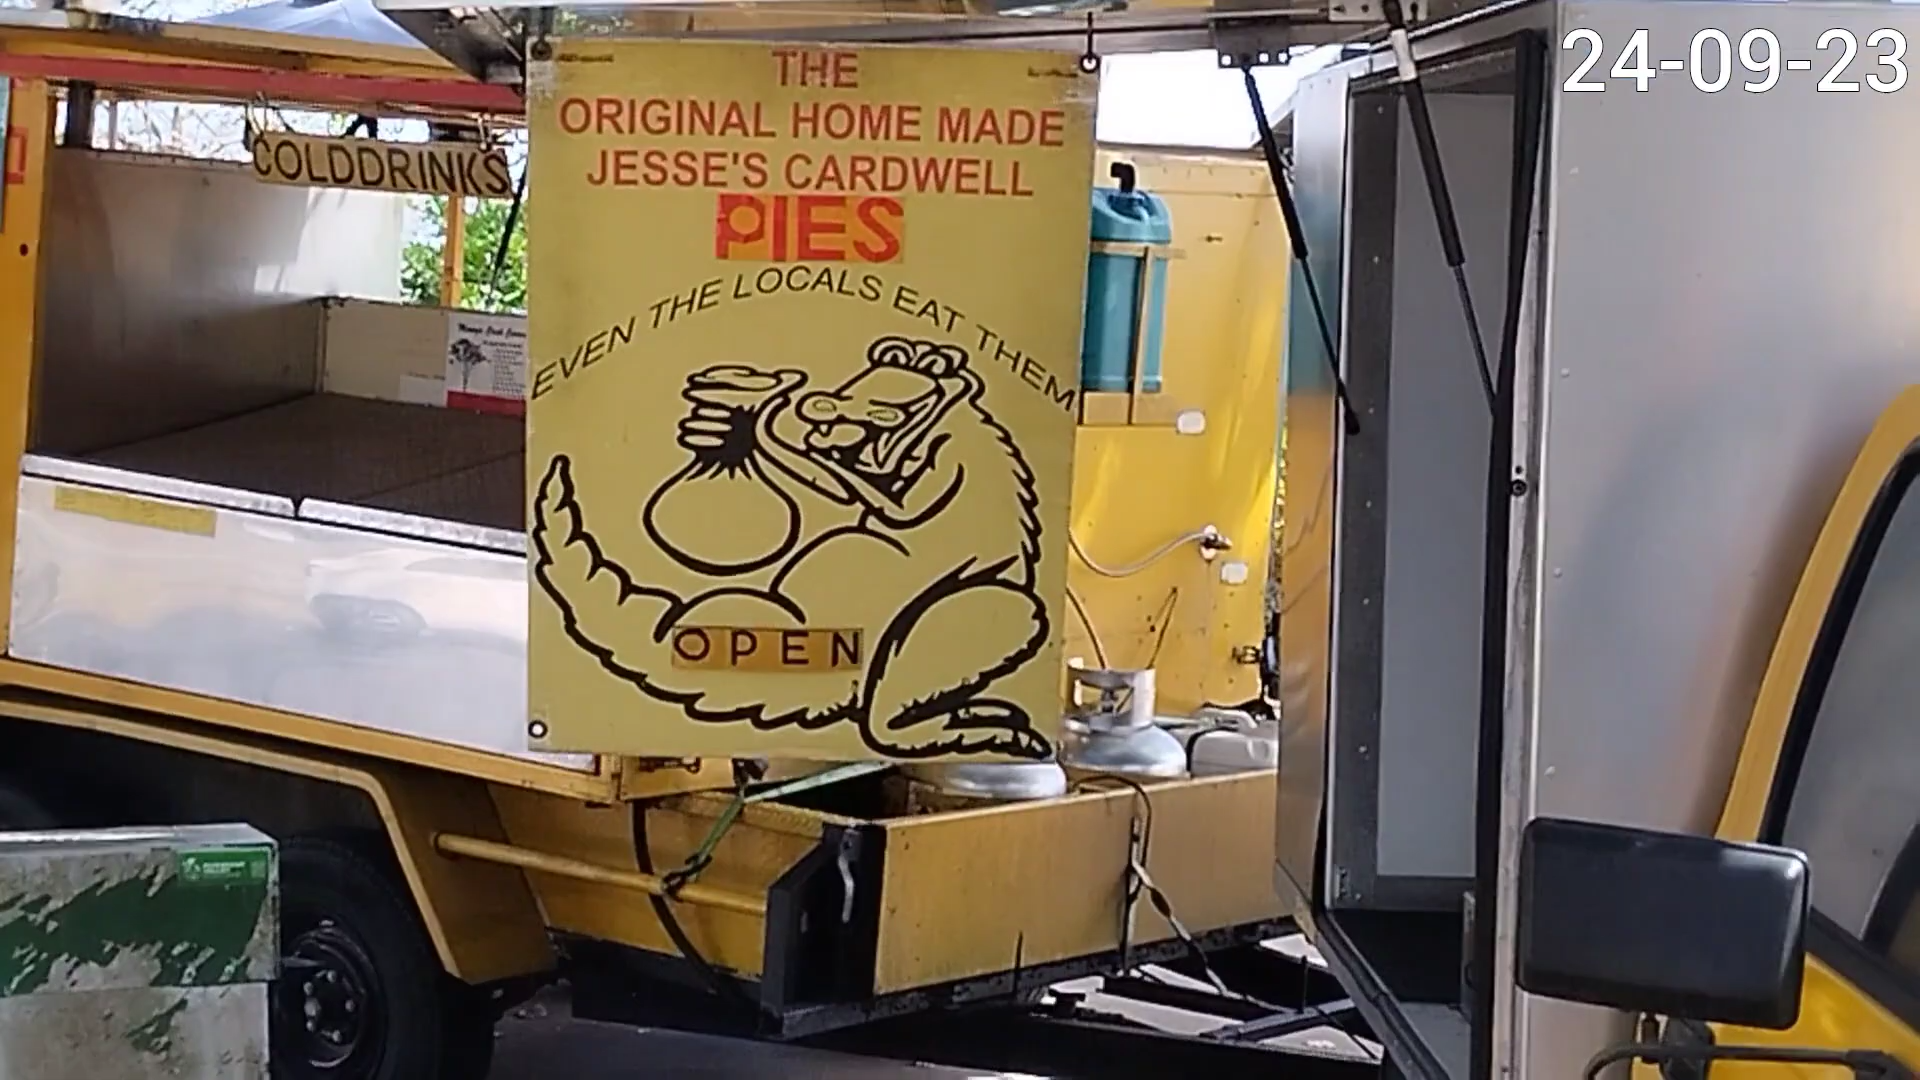 24-09-23
COLDDRINKS
THE
ORIGINAL HOME MADE
JESSE'S CARDWELL
PIES
EVEN THE LOCALS EAT THEM
OPEN